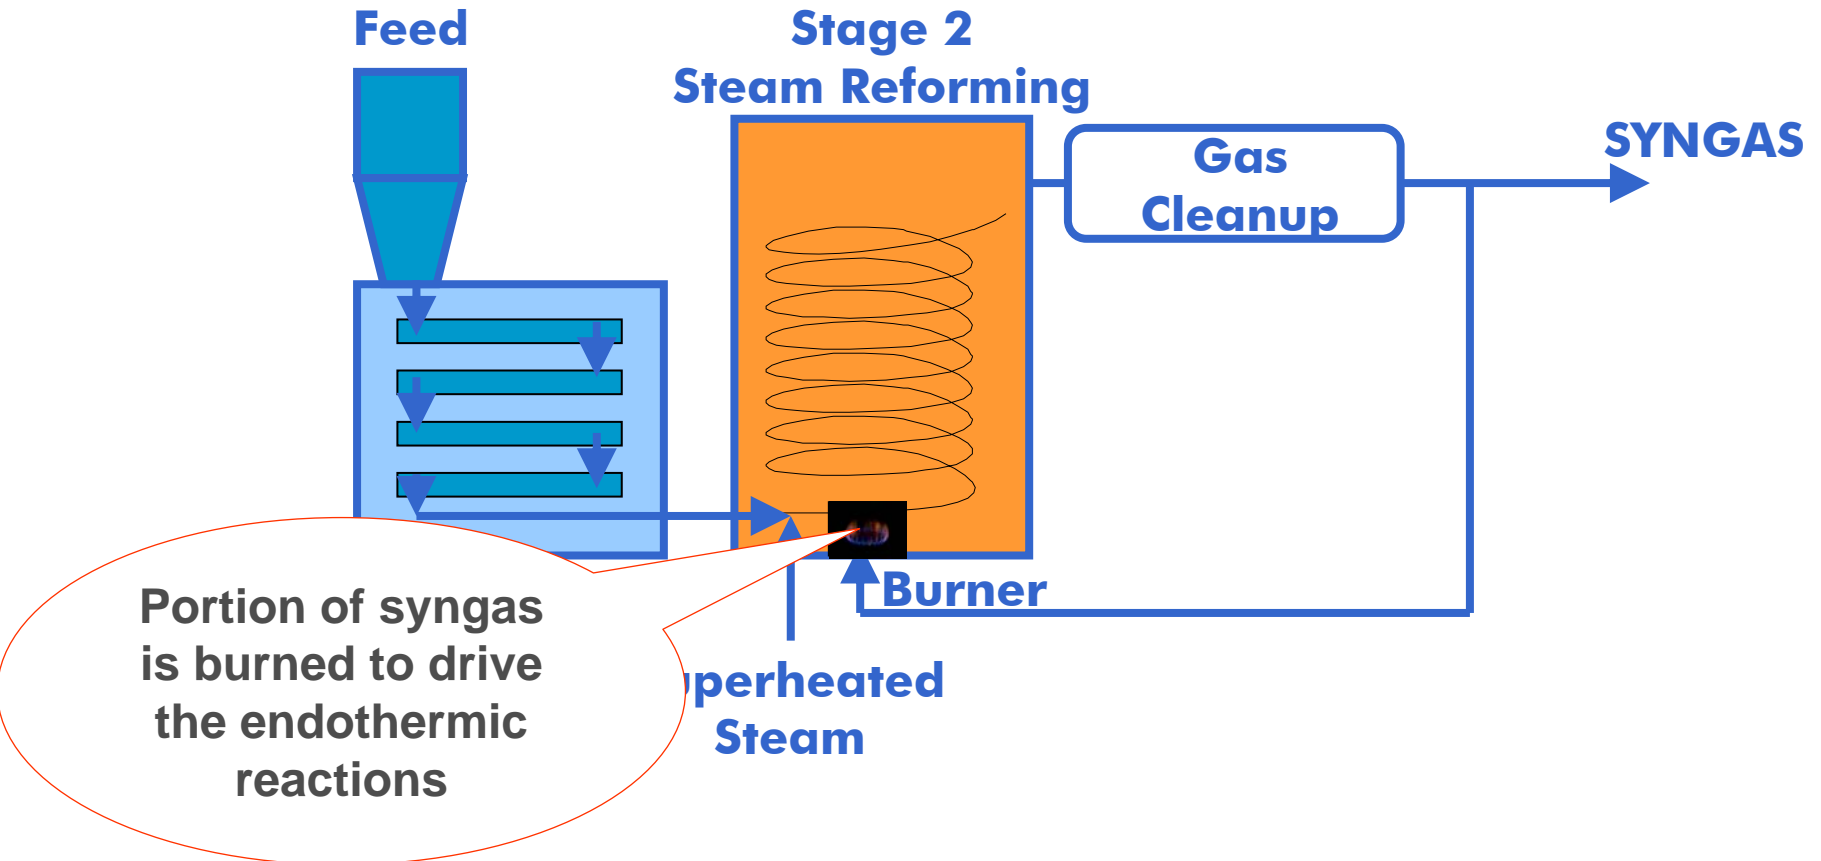 Feed
Stage 2
Steam Reforming
Gas
Cleanup
SYNGAS
Burner
Portion of syngas
is burned to drive
the endothermic
reactions
perheated
Steam